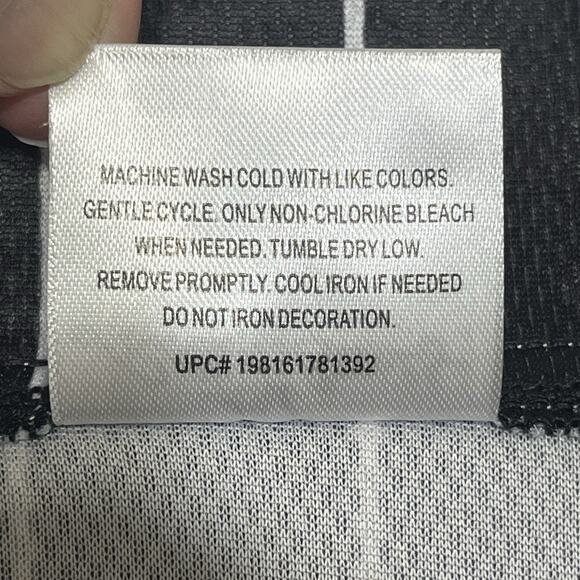 MACHINE WASH COLD WITH LIKE COLORS.
GENTLE CYCLE. ONLY NON-CHLORINE BLEACH
WHEN NEEDED. TUMBLE DRY LOW.
REMOVE PROMPTLY. COOL IRON IF NEEDED
DO NOT IRON DECORATION.
UPC# 198161781392